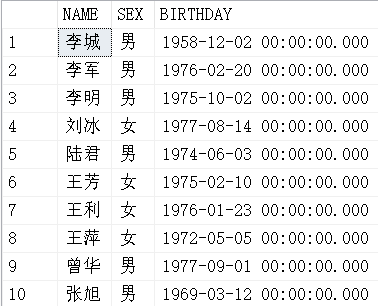 NAME SEX BIRTHDAY
1 李城 男 1958-12-02 00:00:00.000
2 李军 男 1976-02-20 00:00:00.000
3 李明 男 1975-10-02 00:00:00.000
4 刘冰 女 1977-08-14 00:00:00.000
5 陆君 男 1974-06-03 00:00:00.000
6 王芳 女 1975-02-10 00:00:00.000
7 王利 女 1976-01-23 00:00:00.000
8 王萍 女 1972-05-05 00:00:00.000
9 曾华 男 1977-09-01 00:00:00.000
10 张旭 男 1969-03-12 00:00:00.000